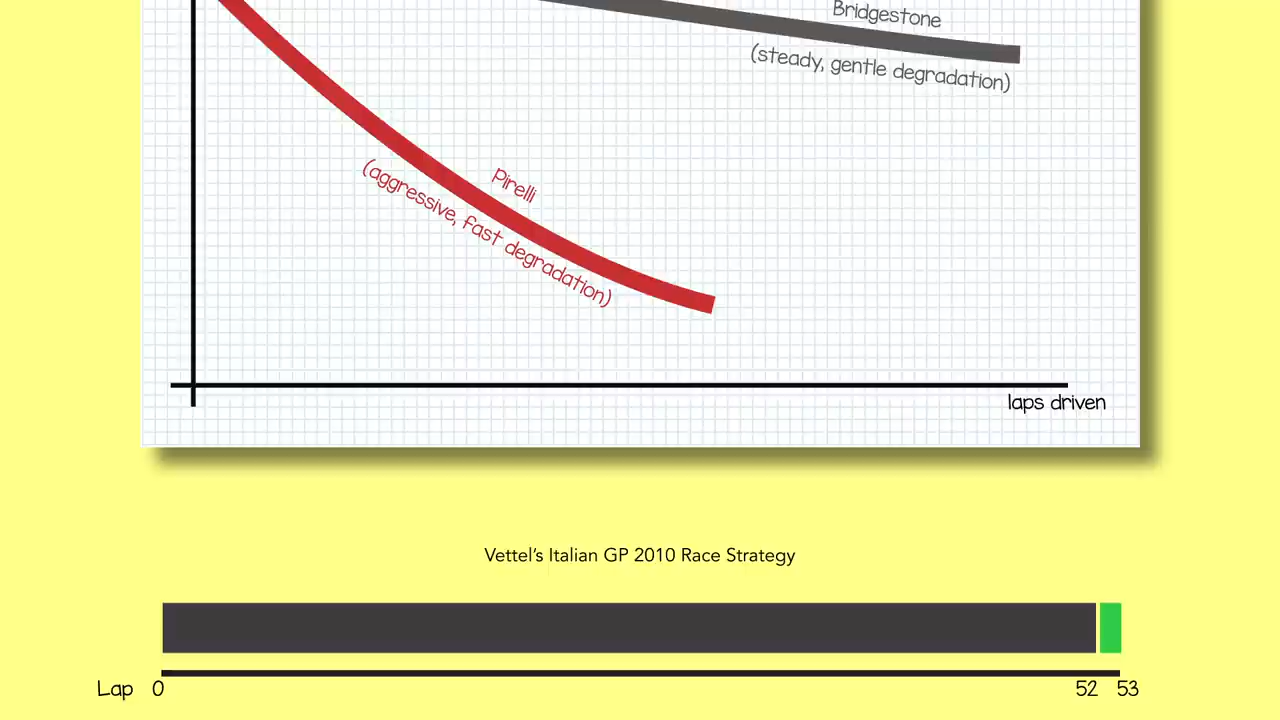 Bridgestone
(steady, gentle degradation)
Pirelli
(aggressive, fast degradation)
laps driven
Vettel's Italian GP 2010 Race Strategy
Lap 0 52 53